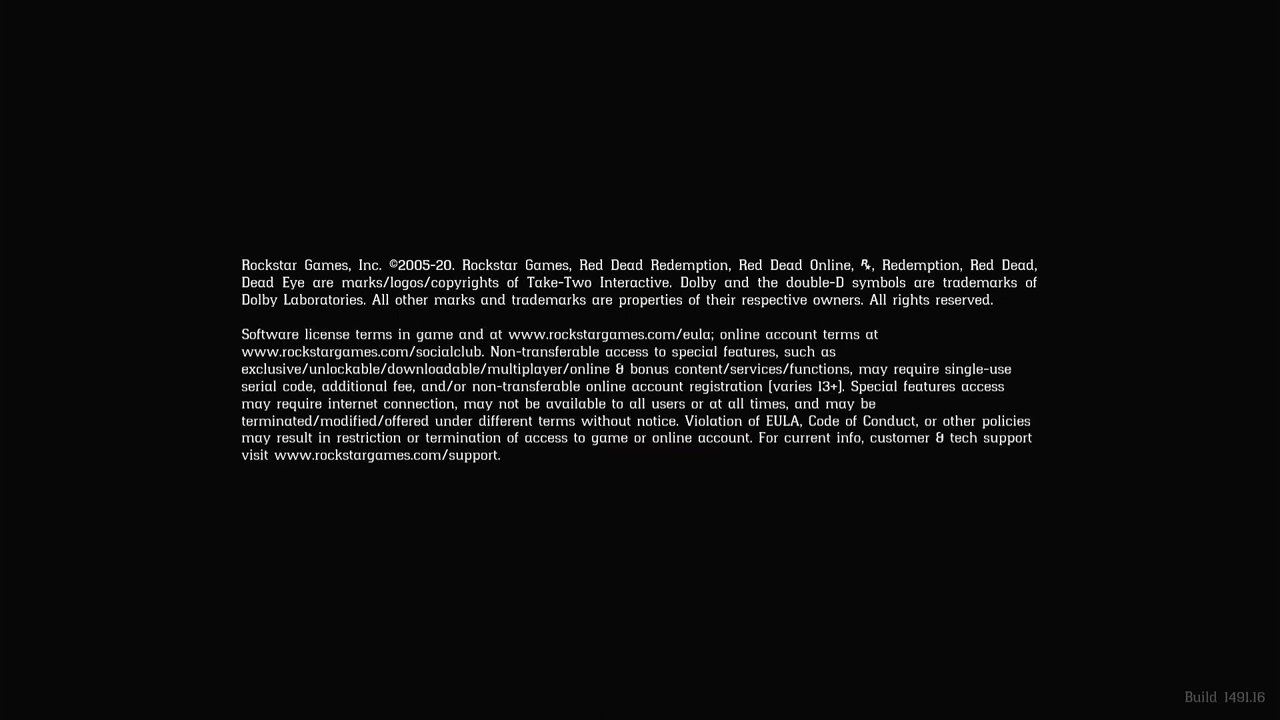 Rockstar Games, Inc. ©2005-20. Rockstar Games, Red Dead Redemption, Red Dead Online, , Redemption, Red Dead,
Dead Eye are marks/logos/copyrights of Take-Two Interactive. Dolby and the double-D symbols are trademarks of
Dolby Laboratories. All other marks and trademarks are properties of their respective owners. All rights reserved.
Software license terms in game and at www.rockstargames.com/eula; online account terms at
www.rockstargames.com/socialclub. Non-transferable access to special features, such as
exclusive/unlockable/downloadable/multiplayer/online & bonus content/services/functions, may require single-use
serial code, additional fee, and/or non-transferable online account registration (varies 13+). Special features access
may require internet connection, may not be available to all users or at all times, and may be
terminated/modified/offered under different terms without notice. Violation of EULA, Code of Conduct, or other policies
may result in restriction or termination of access to game or online account. For current info, customer & tech support
visit www.rockstargames.com/support.
Build 1491.16